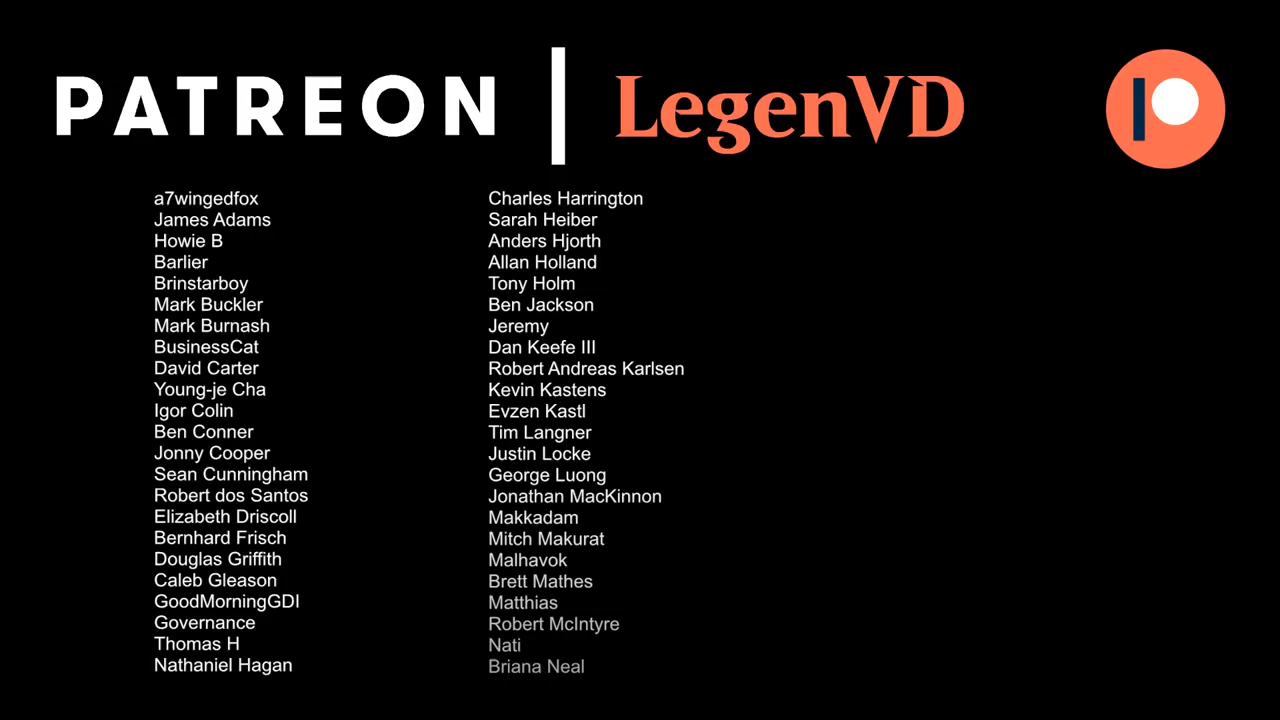 PATREON | LegenVD
a7wingedfox
James Adams
Howie B
Barlier
Brinstarboy
Mark Buckler
Mark Burnash
BusinessCat
David Carter
Young-je Cha
Igor Colin
Ben Conner
Jonny Cooper
Sean Cunningham
Robert dos Santos
Elizabeth Driscoll
Bernhard Frisch
Douglas Griffith
Caleb Gleason
GoodMorningGDI
Governance
Thomas H
Nathaniel Hagan
Charles Harrington
Sarah Heiber
Anders Hjorth
Allan Holland
Tony Holm
Ben Jackson
Jeremy
Dan Keefe III
Robert Andreas Karlsen
Kevin Kastens
Evzen Kastl
Tim Langner
Justin Locke
George Luong
Jonathan MacKinnon
Makkadam
Mitch Makurat
Malhavok
Brett Mathes
Matthias
Robert McIntyre
Nati
Briana Neal